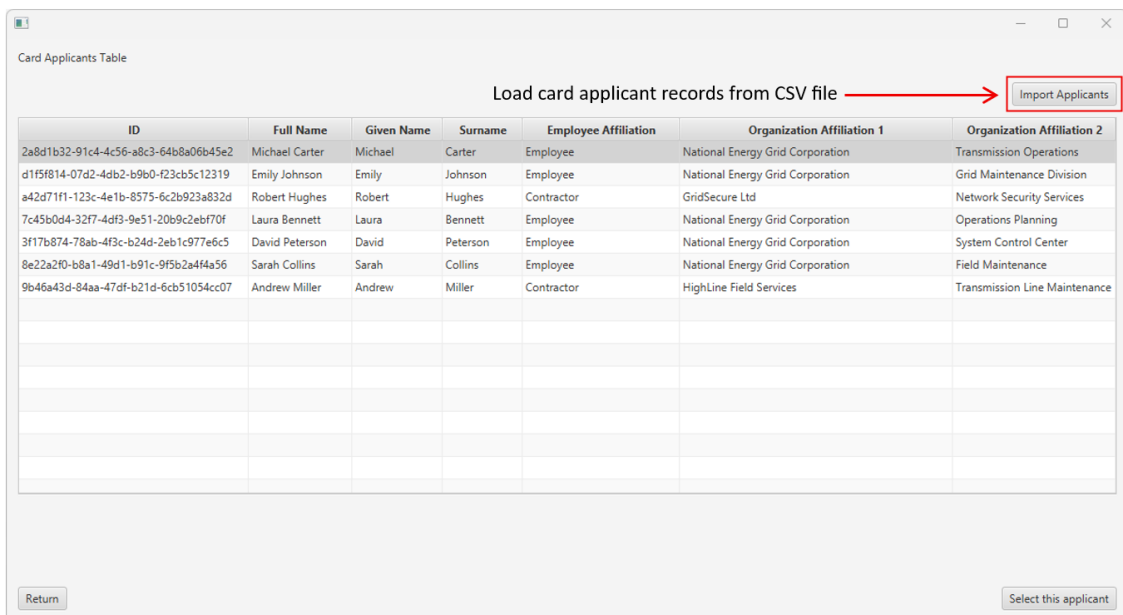 Card Applicants Table
Load card applicant records from CSV file
Import Applicants
ID Full Name Given Name Surname Employee Affiliation Organization Affiliation 1 Organization Affiliation 2
2a8d1b32-91c4-4c56-a8c3-64b8a06b45e2 Michael Carter Michael Carter Employee National Energy Grid Corporation Transmission Operations
d1f5f814-07d2-4db2-b9b0-f23cb5c12319 Emily Johnson Emily Johnson Employee National Energy Grid Corporation Grid Maintenance Division
a42d71f1-123c-4e1b-8575-6c2b923a832d Robert Hughes Robert Hughes Contractor GridSecure Ltd Network Security Services
7c45b0d4-32f7-4df3-9e51-20b9c2ebf70f Laura Bennett Laura Bennett Employee National Energy Grid Corporation Operations Planning
3f17b874-78ab-4f3c-b24d-2eb1c977e6c5 David Peterson David Peterson Employee National Energy Grid Corporation System Control Center
8e22a2f0-b8a1-49d1-b91c-9f5b2a4f4a56 Sarah Collins Sarah Collins Employee National Energy Grid Corporation Field Maintenance
9b46a43d-84aa-47df-b21d-6cb51054cc07 Andrew Miller Andrew Miller Contractor HighLine Field Services Transmission Line Maintenance
Return
Select this applicant